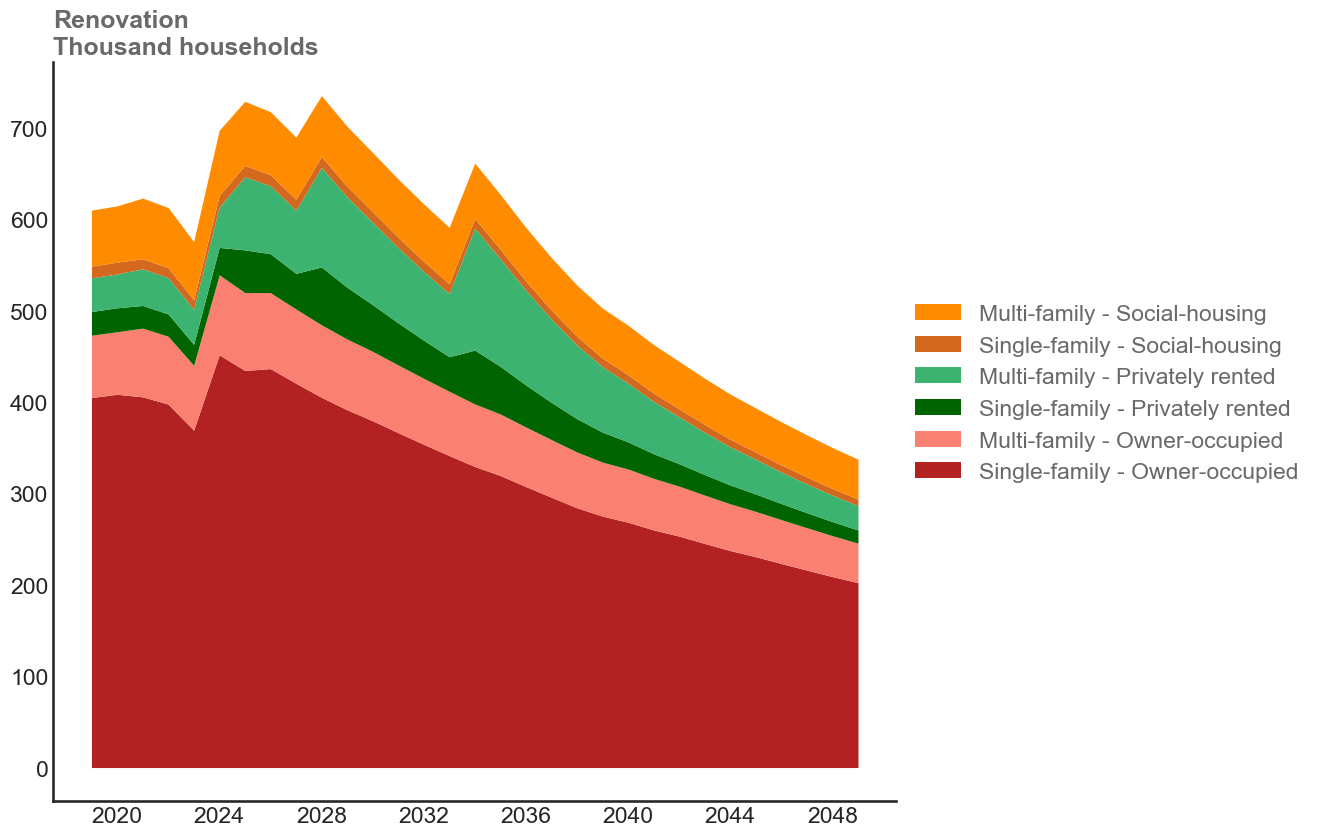 Renovation
Thousand households
700
600
500
400
300
200
100
0
2020 2024 2028 2032 2036 2040 2044 2048
Multi-family - Social-housing
Single-family - Social-housing
Multi-family - Privately rented
Single-family - Privately rented
Multi-family - Owner-occupied
Single-family - Owner-occupied